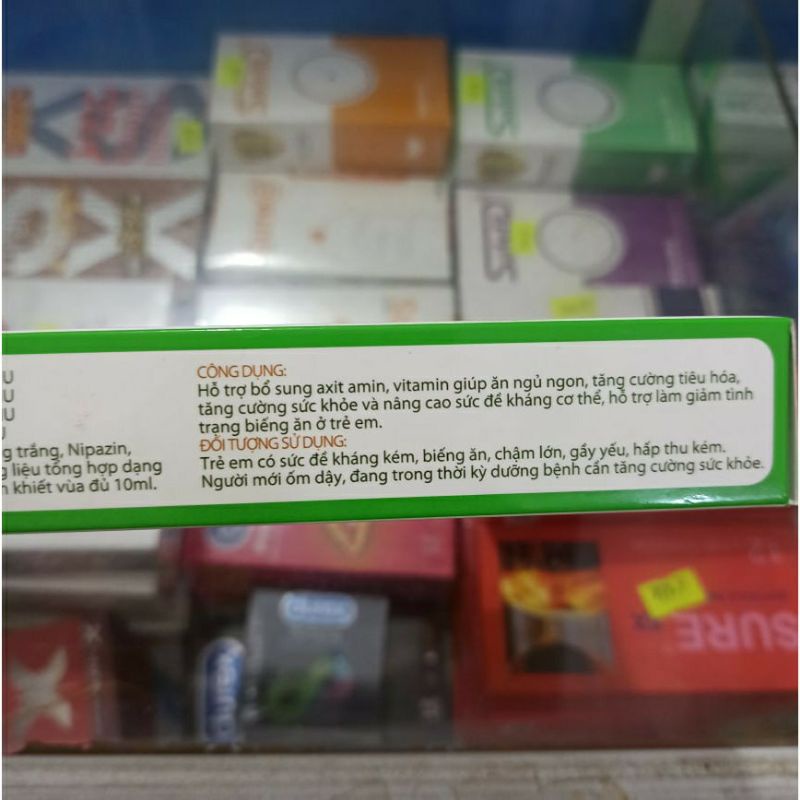 U
U
U
g trắng, Nipazin,
liệu tổng hợp dạng
khiết vừa đủ 10ml.
CÔNG DỤNG:
Hỗ trợ bổ sung axit amin, vitamin giúp ăn ngủ ngon, tăng cường tiêu hóa,
tăng cường sức khỏe và nâng cao sức đề kháng cơ thể, hỗ trợ làm giảm tình
trạng biếng ăn ở trẻ em.
ĐỐI TƯỢNG SỬ DỤNG:
Trẻ em có sức đề kháng kém, biếng ăn, chậm lớn, gầy yếu, hấp thu kém.
Người mới ốm dậy, đang trong thời kỳ dưỡng bệnh cần tăng cường sức khỏe.
SURE